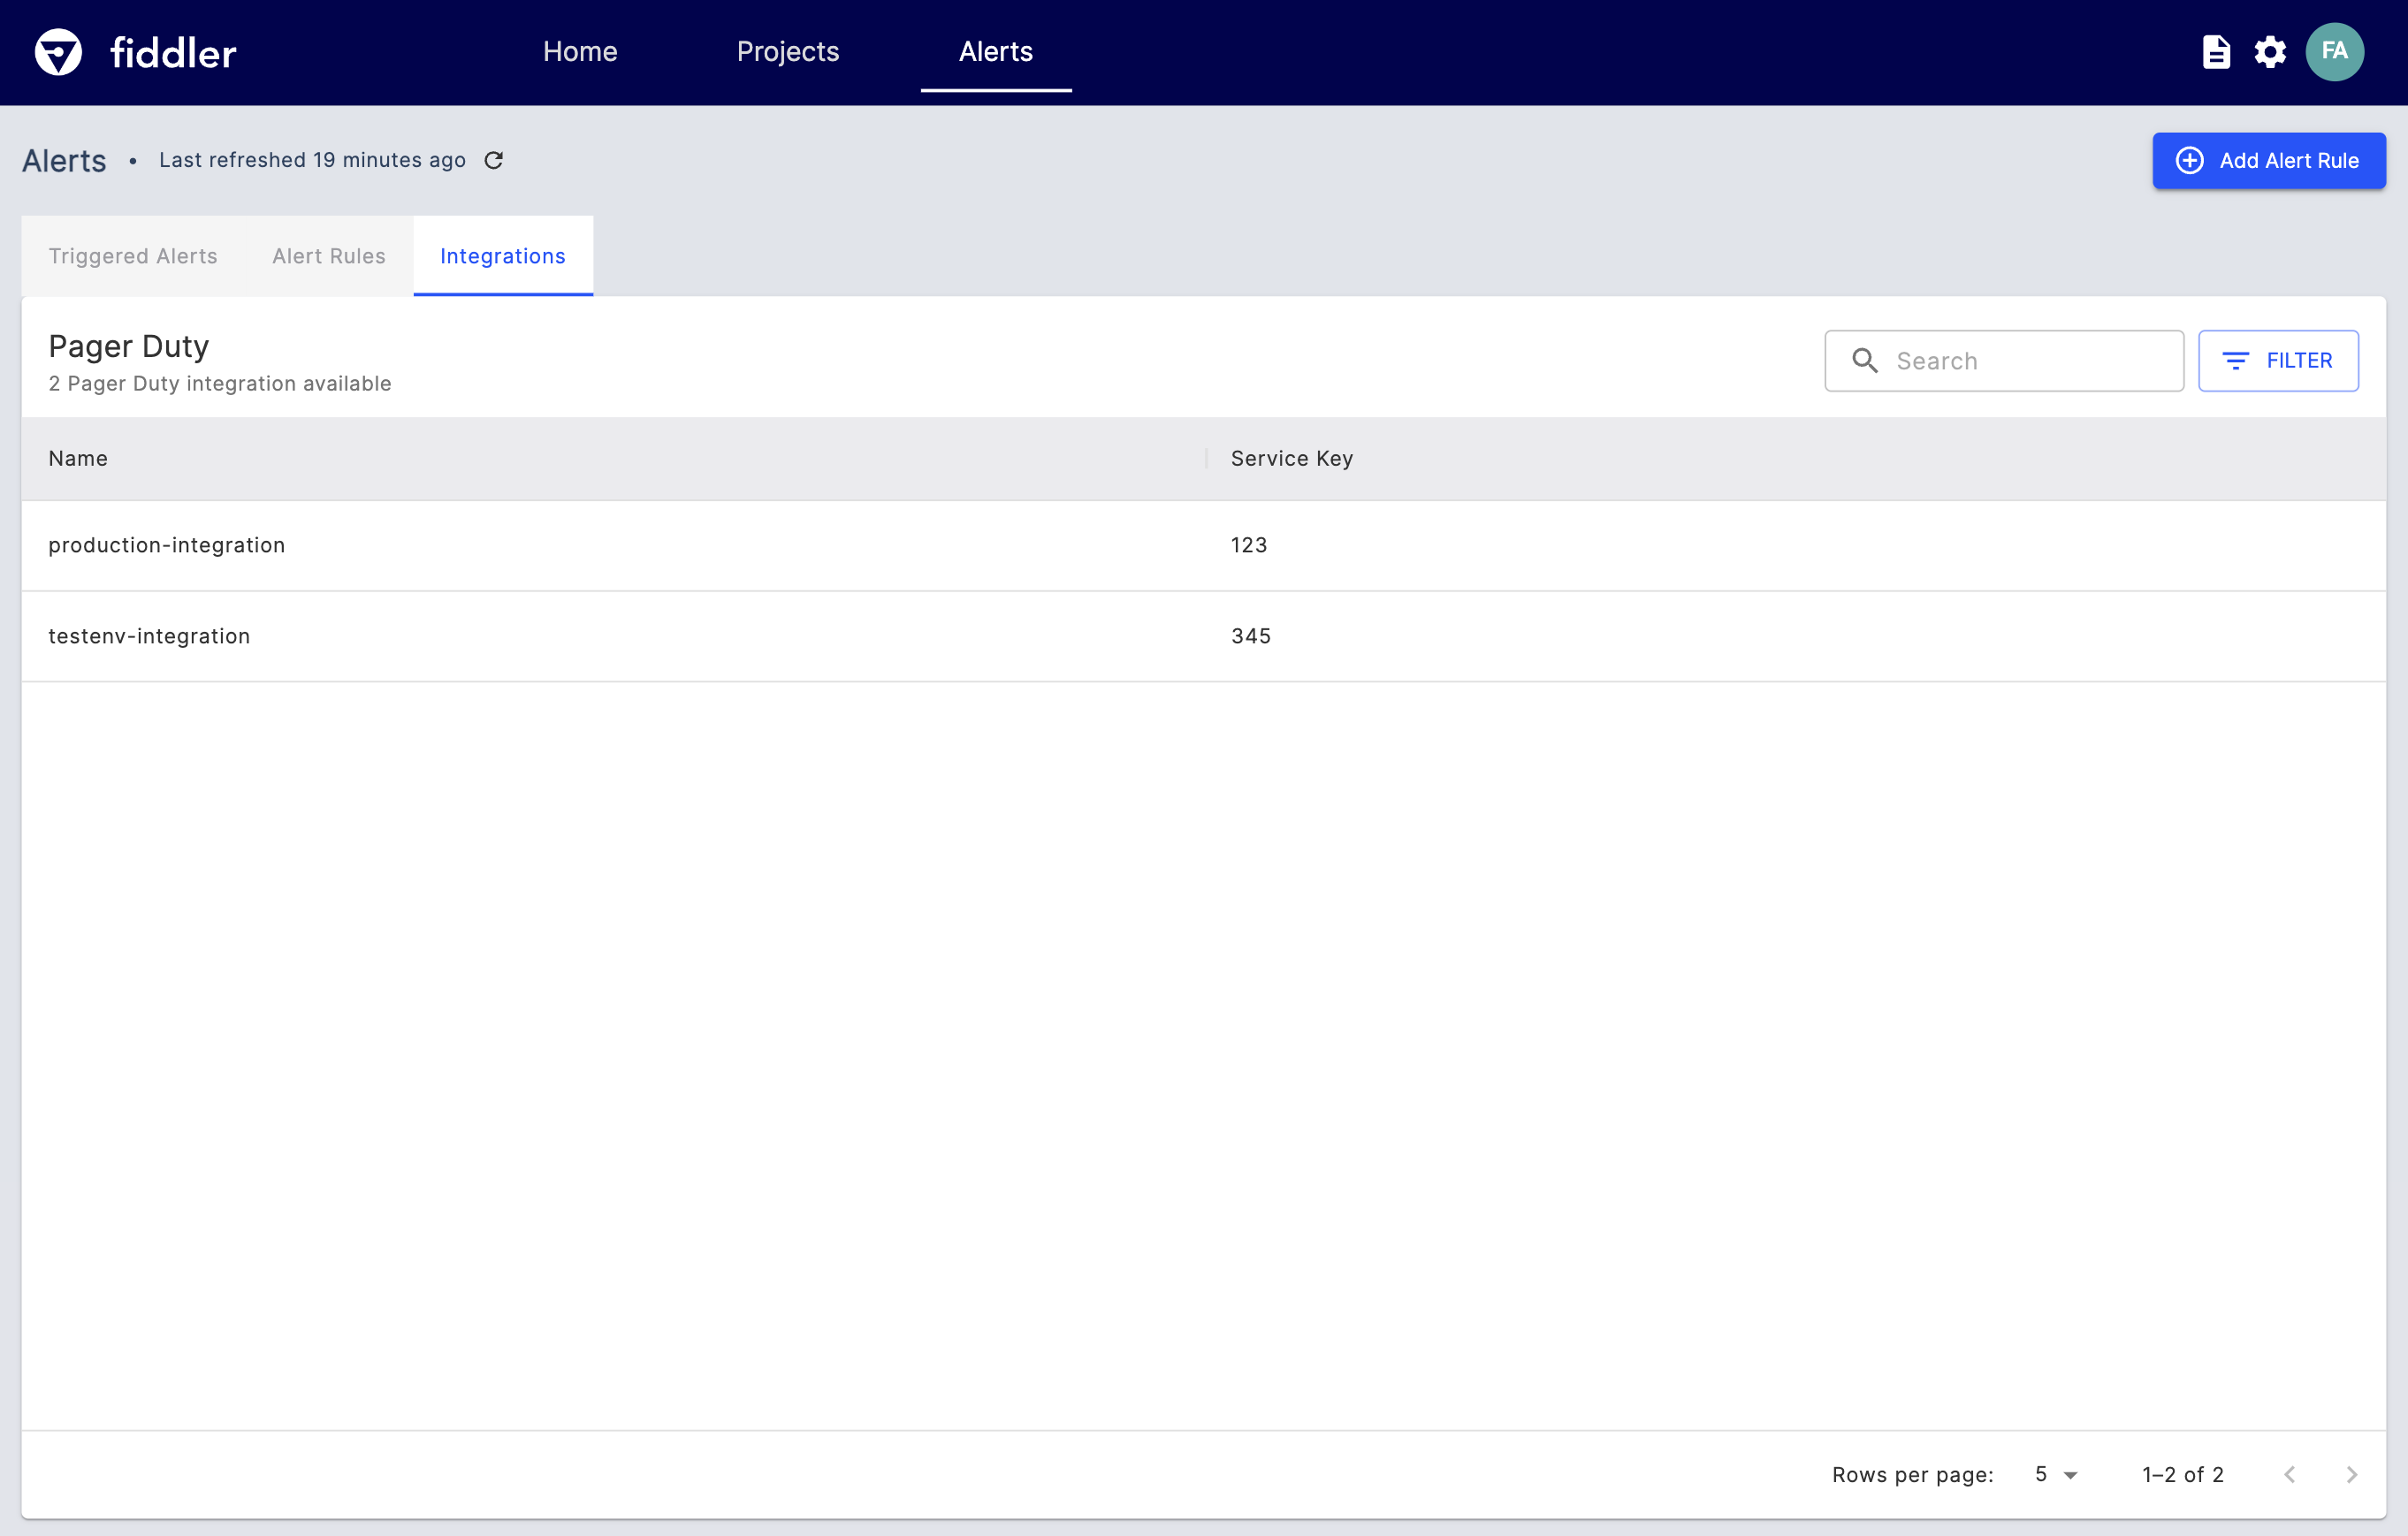 fiddler
Home
Projects
Alerts
FA
Alerts • Last refreshed 19 minutes ago
Add Alert Rule
Triggered Alerts
Alert Rules
Integrations
Pager Duty
2 Pager Duty integration available
Search
FILTER
Name
Service Key
production-integration
123
testenv-integration
345
Rows per page: 5
1–2 of 2